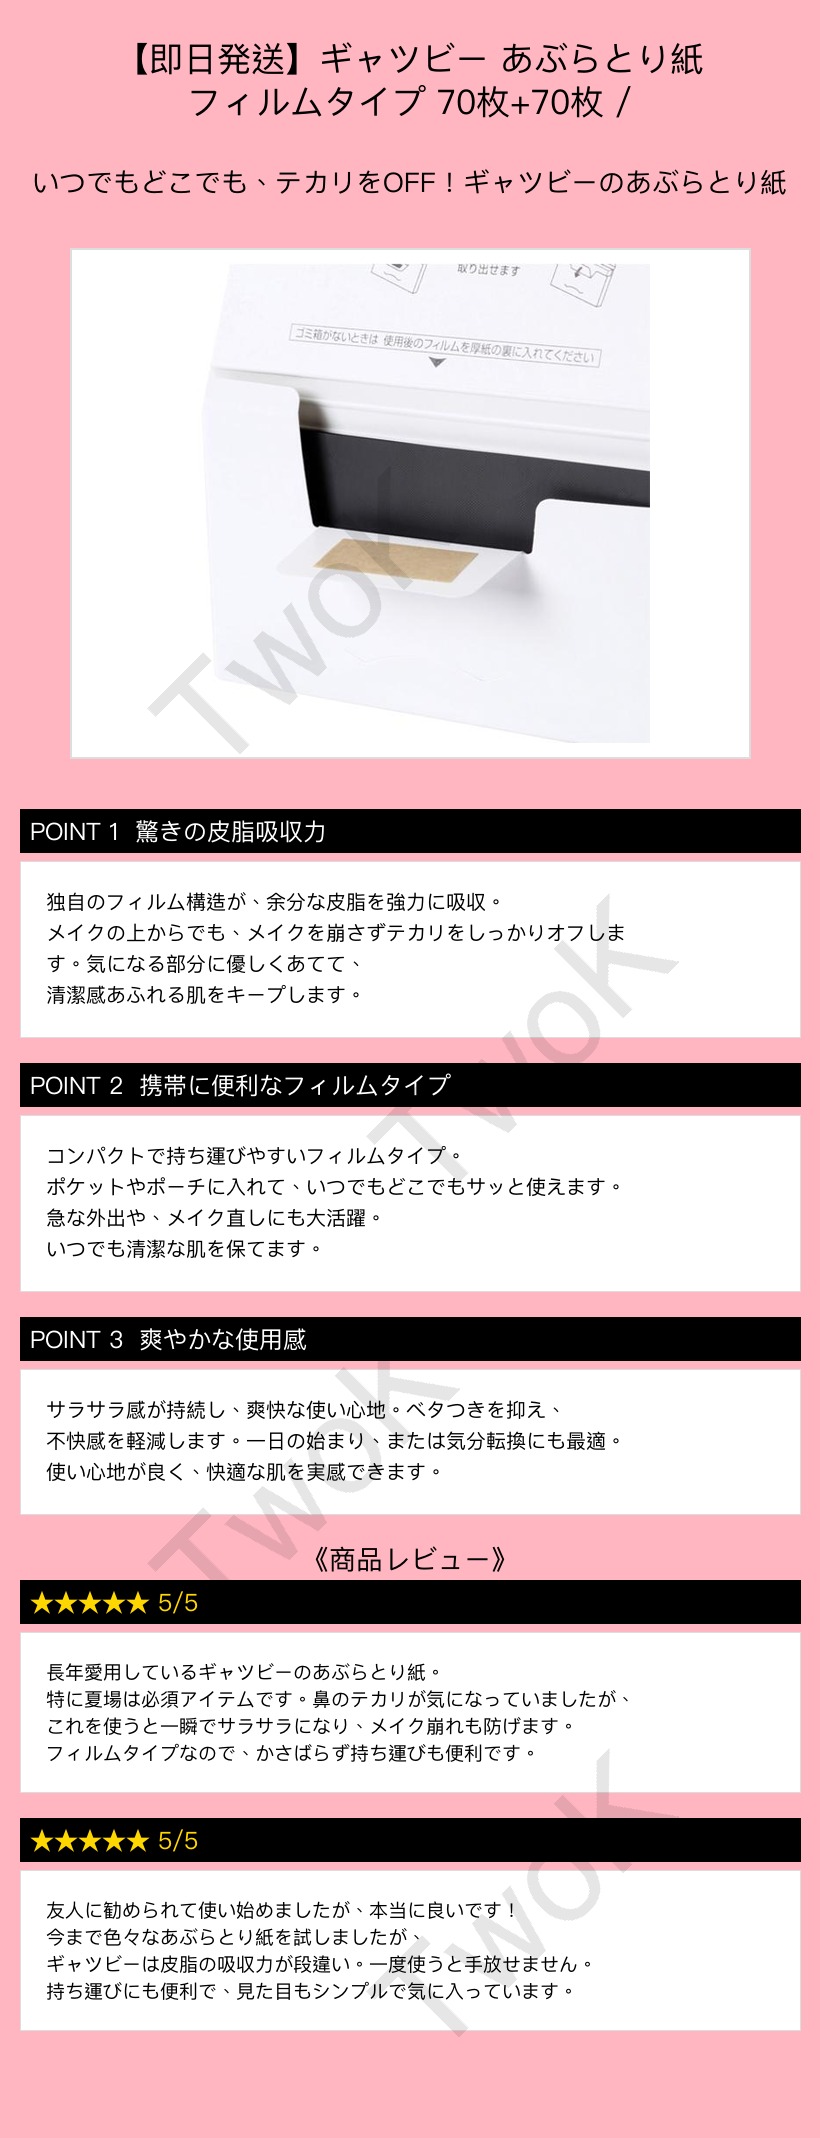 【即日発送】ギャツビー あぶらとり紙
フィルムタイプ 70枚+70枚 /
いつでもどこでも、テカリをOFF！ギャツビーのあぶらとり紙
取り出せます
ゴミ箱がないときは 使用後のフィルムを厚紙の裏に入れてください
TwoK
POINT 1 驚きの皮脂吸収力
独自のフィルム構造が、余分な皮脂を強力に吸収。
メイクの上からでも、メイクを崩さずテカリをしっかりオフしま
す。気になる部分に優しくあてて、
清潔感あふれる肌をキープします。
TwoK
POINT 2 携帯に便利なフィルムタイプ
コンパクトで持ち運びやすいフィルムタイプ。
ポケットやポーチに入れて、いつでもどこでもサッと使えます。
急な外出や、メイク直しにも大活躍。
いつでも清潔な肌を保てます。
POINT 3 爽やかな使用感
サラサラ感が持続し、爽快な使い心地。ベタつきを抑え、
不快感を軽減します。一日の始まり、または気分転換にも最適。
使い心地が良く、快適な肌を実感できます。
TwoK
《商品レビュー》
★★★★★ 5/5
長年愛用しているギャツビーのあぶらとり紙。
特に夏場は必須アイテムです。鼻のテカリが気になっていましたが、
これを使うと一瞬でサラサラになり、メイク崩れも防げます。
フィルムタイプなので、かさばらず持ち運びも便利です。
★★★★★ 5/5
友人に勧められて使い始めましたが、本当に良いです！
今まで色々なあぶらとり紙を試しましたが、
ギャツビーは皮脂の吸収力が段違い。一度使うと手放せません。
持ち運びにも便利で、見た目もシンプルで気に入っています。
TwoK